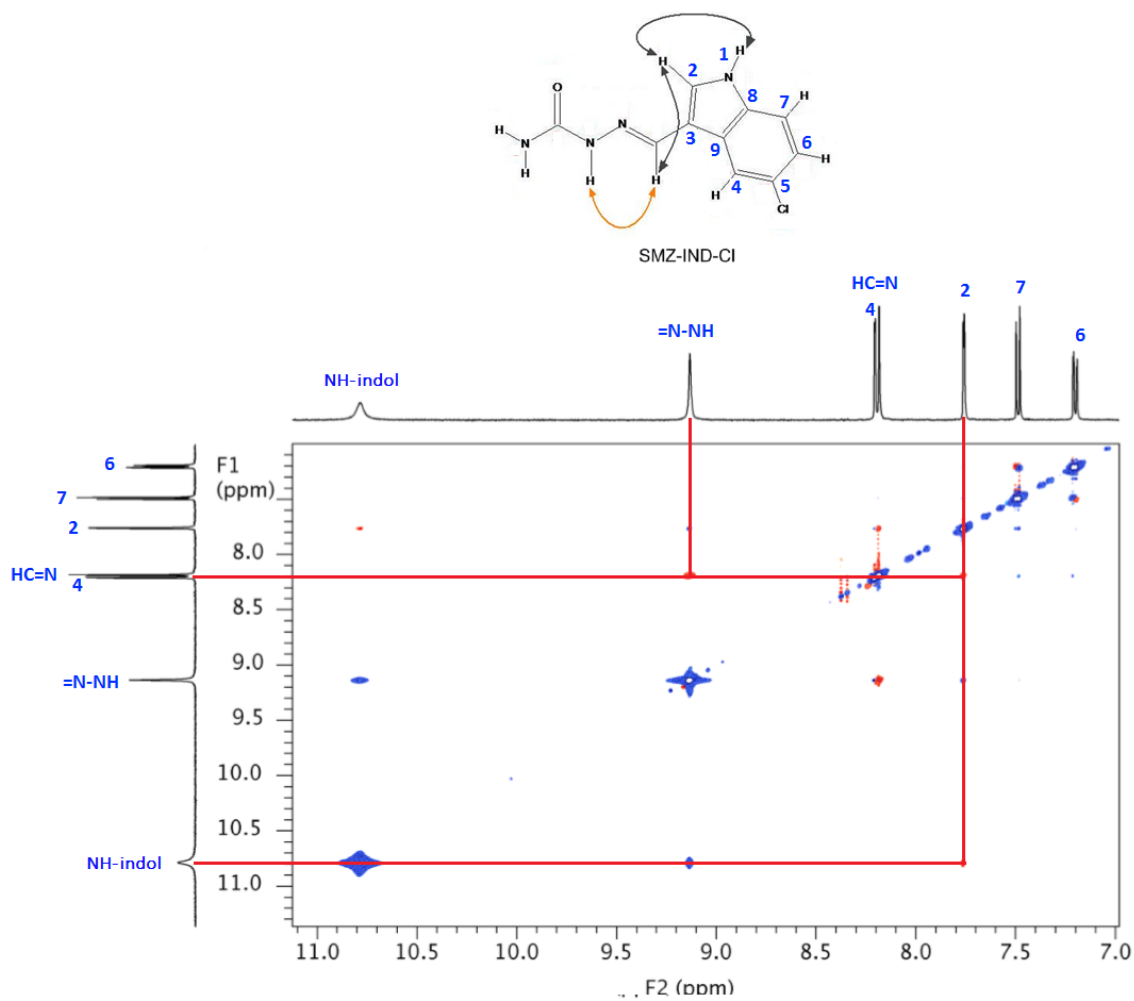 H
1
H
2
N
O
8
7
H
N
H
N
N
3
9
6
H
H
H
H
H
4
5
Cl
SMZ-IND-Cl
HC=N
4
2
7
=N-NH
6
NH-indol
6
F1
(ppm)
7
2
8.0
HC=N
4
8.5
9.0
=N-NH
9.5
10.0
10.5
NH-indol
11.0
11.0 10.5 10.0 9.5 9.0 8.5 8.0 7.5 7.0
F2 (ppm)